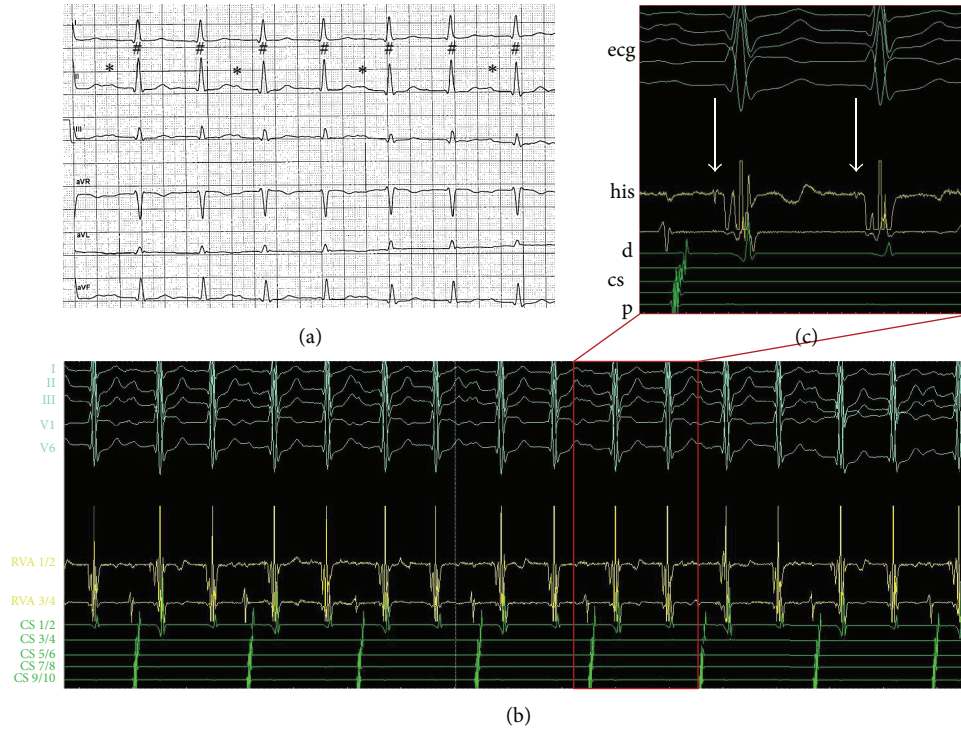 I
# # # # # # #
* * * *
II
III
aVR
aVL
aVF
(a)
ecg
his
d
cs
p
(c)
I
II
III
V1
V6
RVA 1/2
RVA 3/4
CS 1/2
CS 3/4
CS 5/6
CS 7/8
CS 9/10
(b)